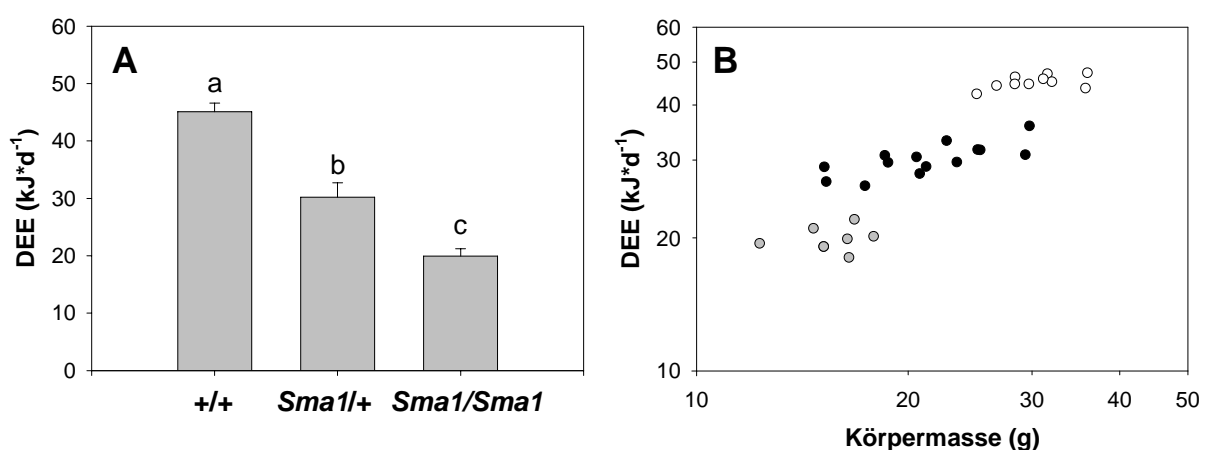 A
DEE (kJ*d⁻¹)
60
50
40
30
20
10
0
a
b
c
+/+ Sma1/+ Sma1/Sma1
B
DEE (kJ*d⁻¹)
60
50
40
30
20
10
10 20 30 40 50
Körpermasse (g)